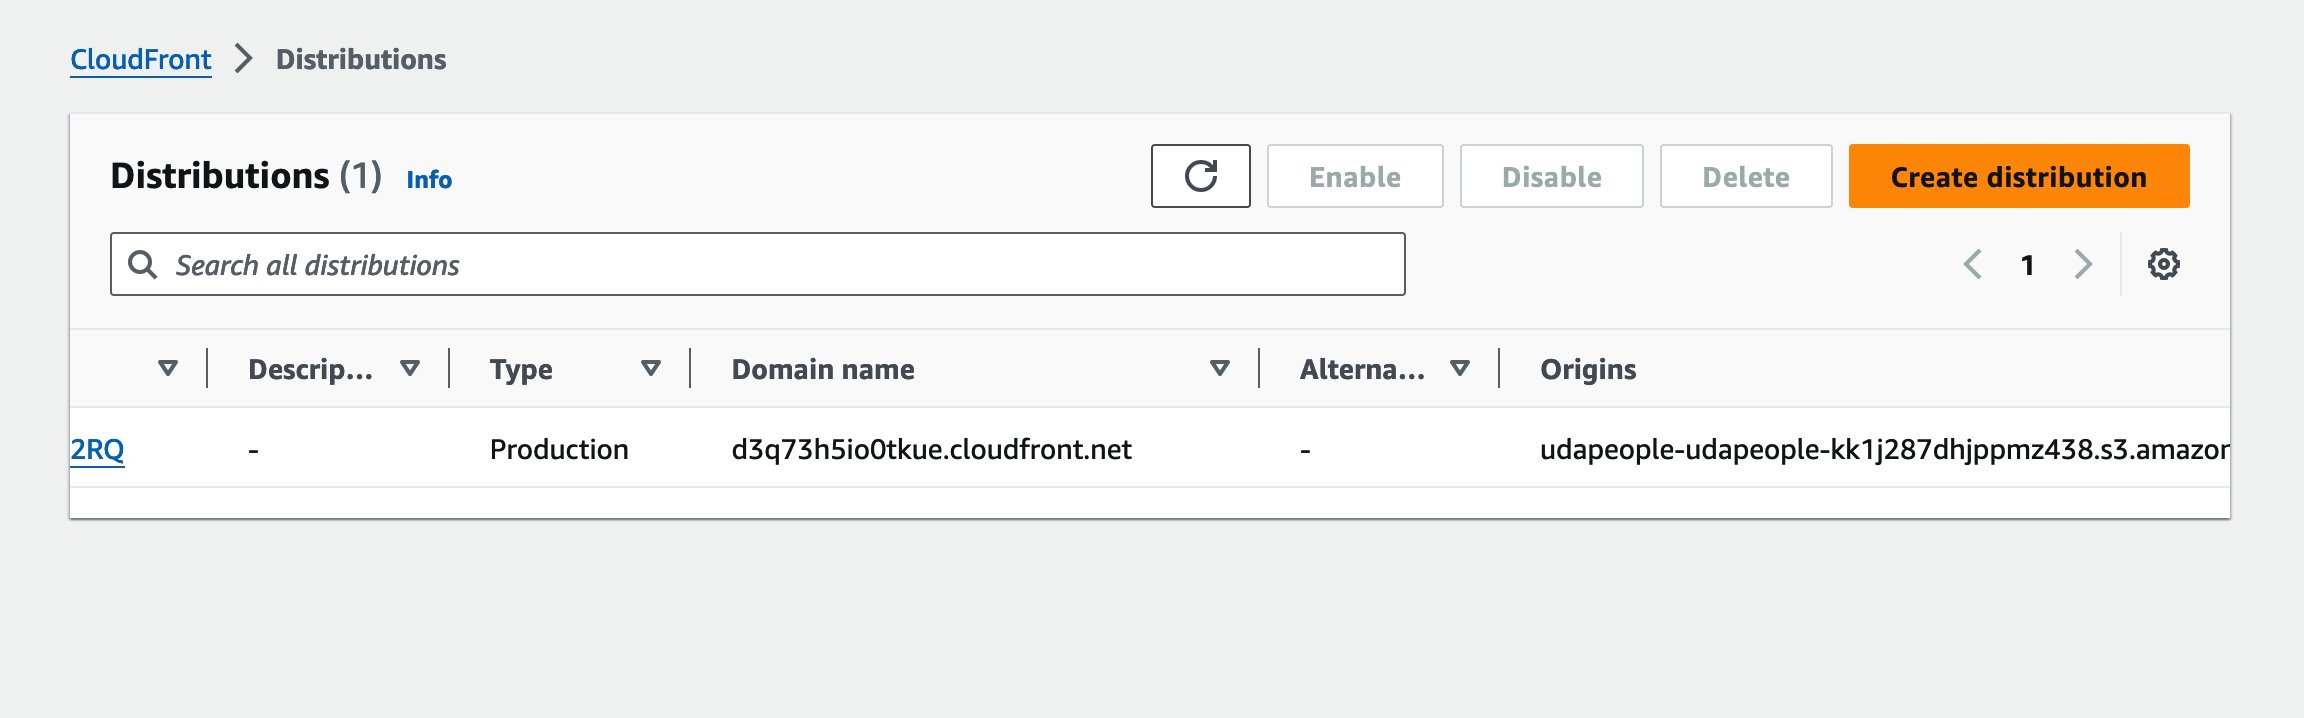 CloudFront > Distributions
Distributions (1) Info
Enable Disable Delete Create distribution
Search all distributions
1
Descrip... Type Domain name Alterna... Origins
2RQ - Production d3q73h5io0tkue.cloudfront.net - udapeople-udapeople-kk1j287dhjppmz438.s3.amazon